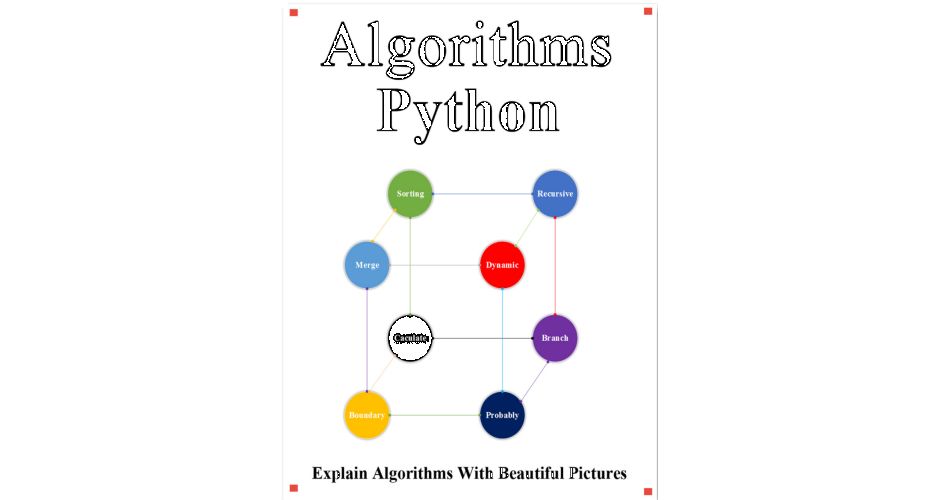 Algorithms
Python
Sorting
Recursive
Merge
Dynamic
Branch
Boundary
Probably
Explain Algorithms With Beautiful Pictures